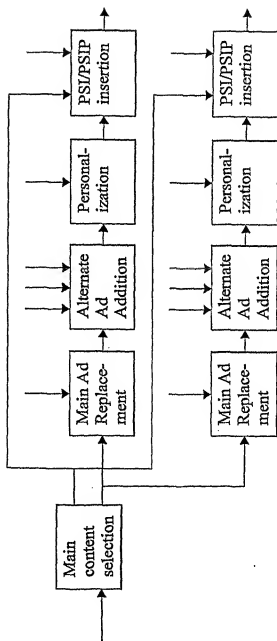 Main
content
selection
Main Ad
Replace-
ment
Alternate
Ad
Addition
Personal-
ization
PSI/PSIP
insertion
Main Ad
Replace-
ment
Alternate
Ad
Addition
Personal-
ization
PSI/PSIP
insertion